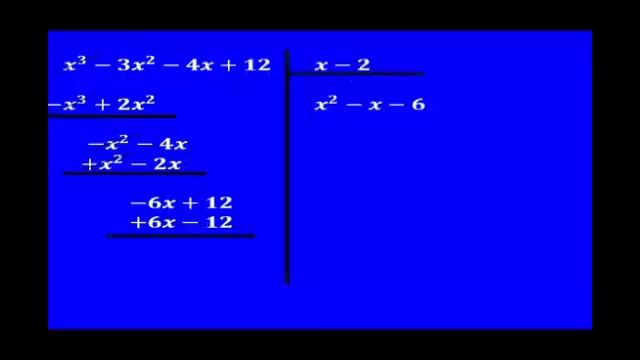 x³ − 3x² − 4x + 12
x − 2
−x³ + 2x²
x² − x − 6
−x² − 4x
+x² − 2x
−6x + 12
+6x − 12